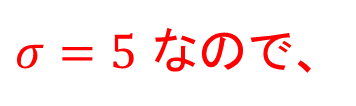 σ = 5 なので、